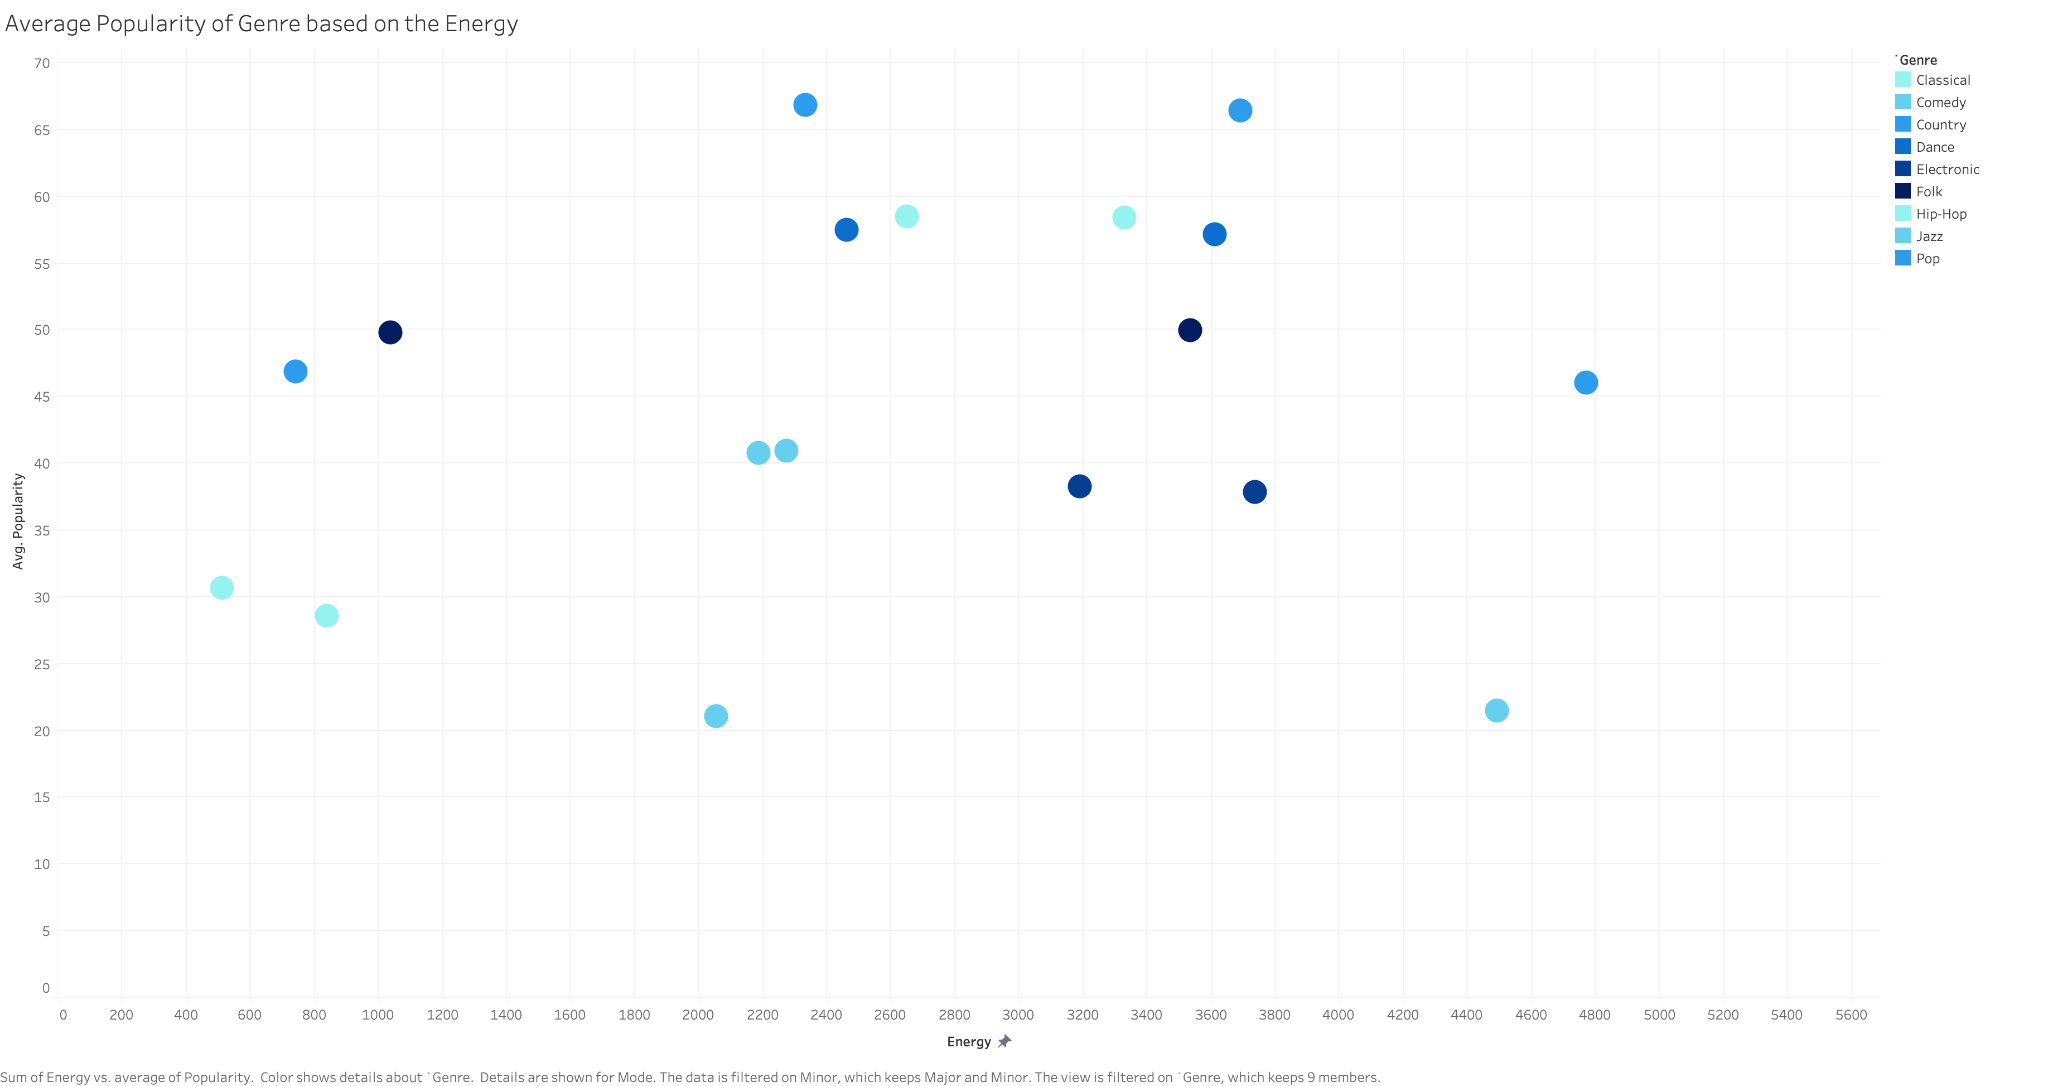 Average Popularity of Genre based on the Energy
70
65
60
55
50
45
40
35
30
25
20
15
10
5
0
Avg. Popularity
0 200 400 600 800 1000 1200 1400 1600 1800 2000 2200 2400 2600 2800 3000 3200 3400 3600 3800 4000 4200 4400 4600 4800 5000 5200 5400 5600
Energy
`Genre
Classical
Comedy
Country
Dance
Electronic
Folk
Hip-Hop
Jazz
Pop
Sum of Energy vs. average of Popularity.  Color shows details about `Genre.  Details are shown for Mode. The data is filtered on Minor, which keeps Major and Minor. The view is filtered on `Genre, which keeps 9 members.